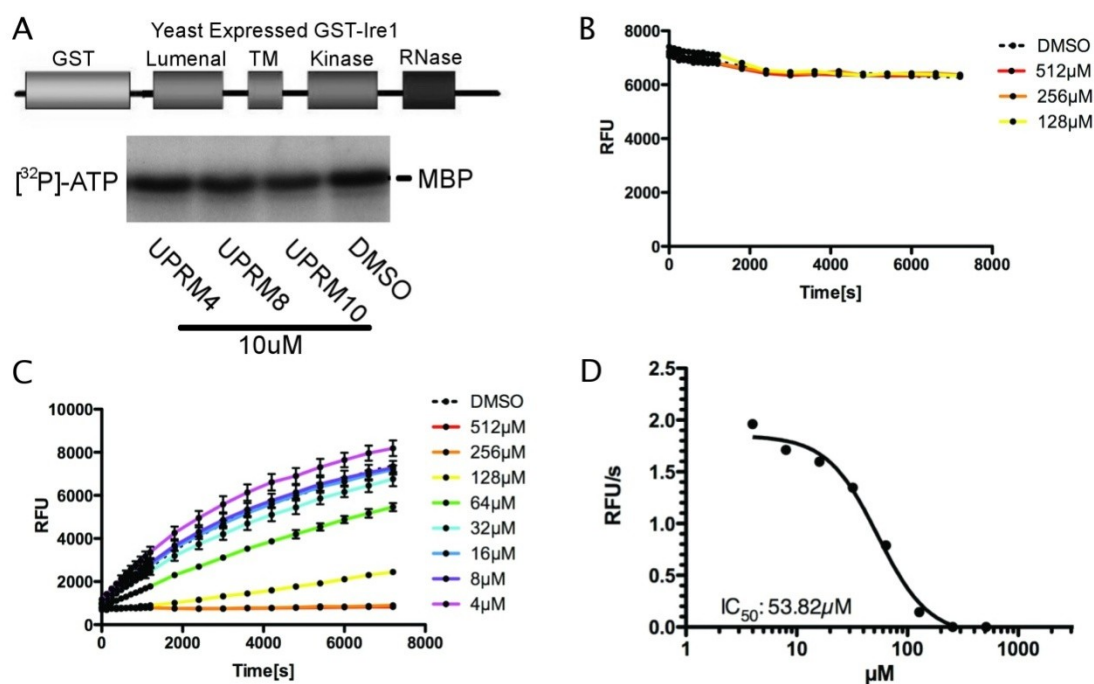 A
Yeast Expressed GST-Ire1
GST Lumenal TM Kinase RNase
[³²P]-ATP
MBP
UPRM4 UPRM8 UPRM10 DMSO
10uM
B
8000
6000
4000
2000
0
RFU
0 2000 4000 6000 8000
Time[s]
DMSO
512µM
256µM
128µM
C
10000
8000
6000
4000
2000
0
RFU
0 2000 4000 6000 8000
Time[s]
DMSO
512µM
256µM
128µM
64µM
32µM
16µM
8µM
4µM
D
2.5
2.0
1.5
1.0
0.5
0.0
RFU/s
IC₅₀: 53.82µM
1 10 100 1000
µM